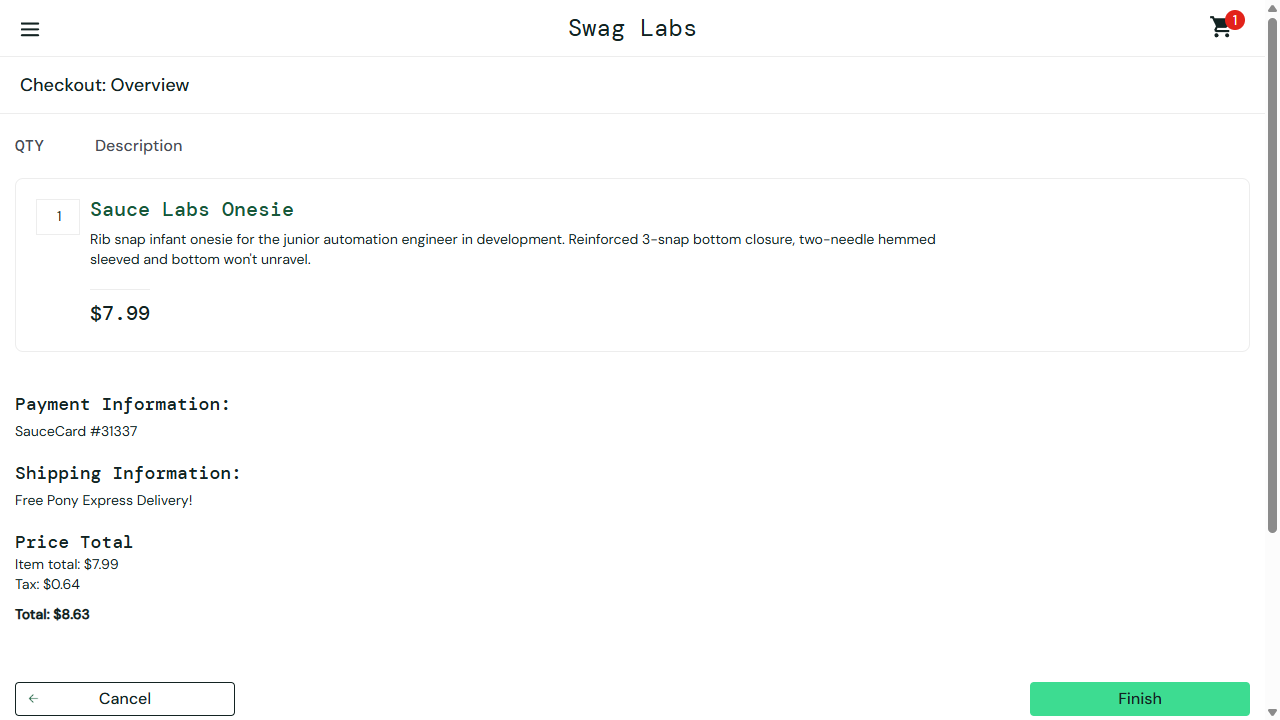 Swag Labs
1
Checkout: Overview
QTY Description
1
Sauce Labs Onesie
Rib snap infant onesie for the junior automation engineer in development. Reinforced 3-snap bottom closure, two-needle hemmed
sleeved and bottom won't unravel.
$7.99
Payment Information:
SauceCard #31337
Shipping Information:
Free Pony Express Delivery!
Price Total
Item total: $7.99
Tax: $0.64
Total: $8.63
Cancel
Finish